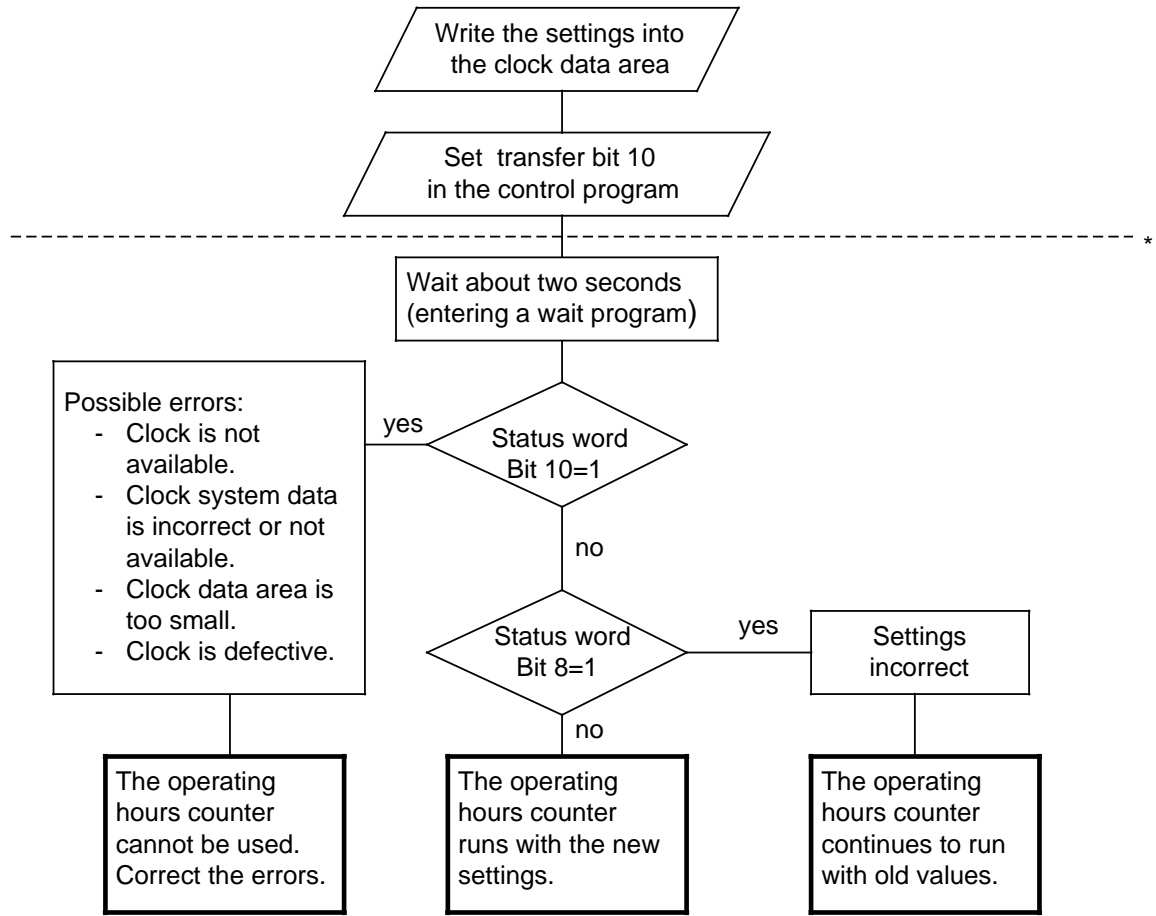 Write the settings into
the clock data area
Set transfer bit 10
in the control program
*
Wait about two seconds
(entering a wait program)
Possible errors:
- Clock is not
available.
- Clock system data
is incorrect or not
available.
- Clock data area is
too small.
- Clock is defective.
yes
Status word
Bit 10=1
no
Status word
Bit 8=1
yes
Settings
incorrect
no
The operating
hours counter
cannot be used.
Correct the errors.
The operating
hours counter
runs with the new
settings.
The operating
hours counter
continues to run
with old values.